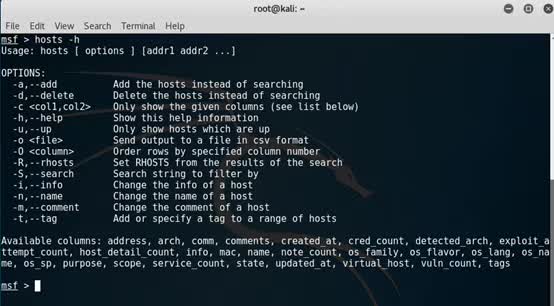 root@kali: ~
File Edit View Search Terminal Help
msf > hosts -h
Usage: hosts [ options ] [addr1 addr2 ...]

OPTIONS:
  -a,--add          Add the hosts instead of searching
  -d,--delete       Delete the hosts instead of searching
  -c <col1,col2>    Only show the given columns (see list below)
  -h,--help         Show this help information
  -u,--up           Only show hosts which are up
  -o <file>         Send output to a file in csv format
  -O <column>       Order rows by specified column number
  -R,--rhosts       Set RHOSTS from the results of the search
  -S,--search       Search string to filter by
  -i,--info         Change the info of a host
  -n,--name         Change the name of a host
  -m,--comment      Change the comment of a host
  -t,--tag          Add or specify a tag to a range of hosts

Available columns: address, arch, comm, comments, created_at, cred_count, detected_arch, exploit_a
ttempt_count, host_detail_count, info, mac, name, note_count, os_family, os_flavor, os_lang, os_na
me, os_sp, purpose, scope, service_count, state, updated_at, virtual_host, vuln_count, tags

msf >